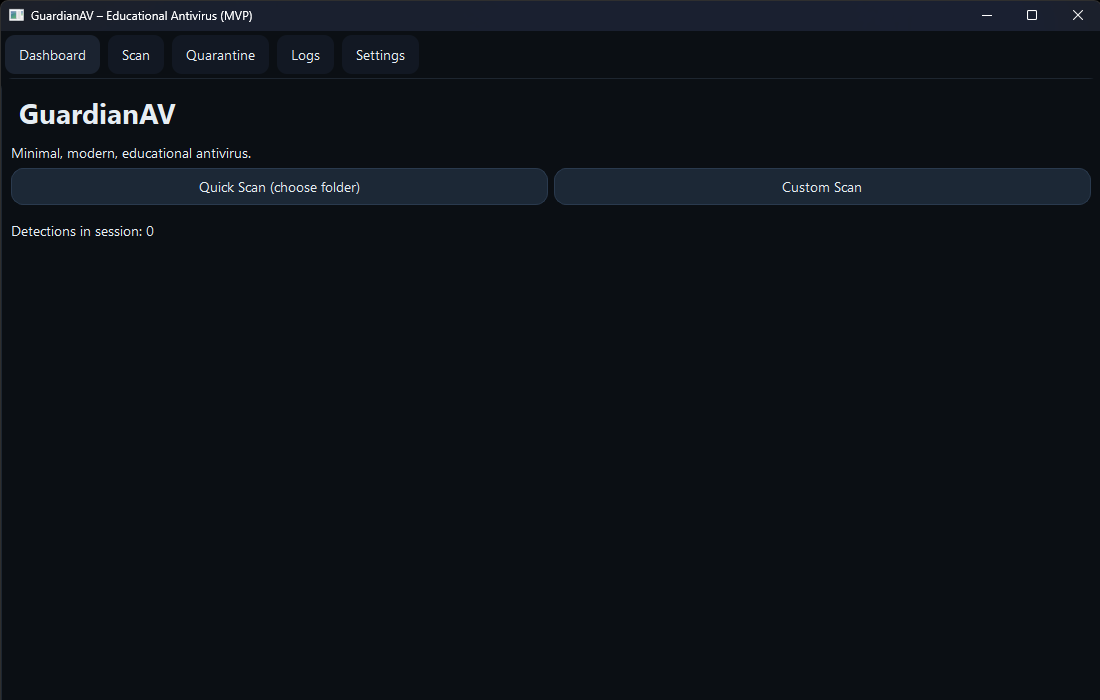 GuardianAV – Educational Antivirus (MVP)
Dashboard Scan Quarantine Logs Settings
GuardianAV
Minimal, modern, educational antivirus.
Quick Scan (choose folder) Custom Scan
Detections in session: 0